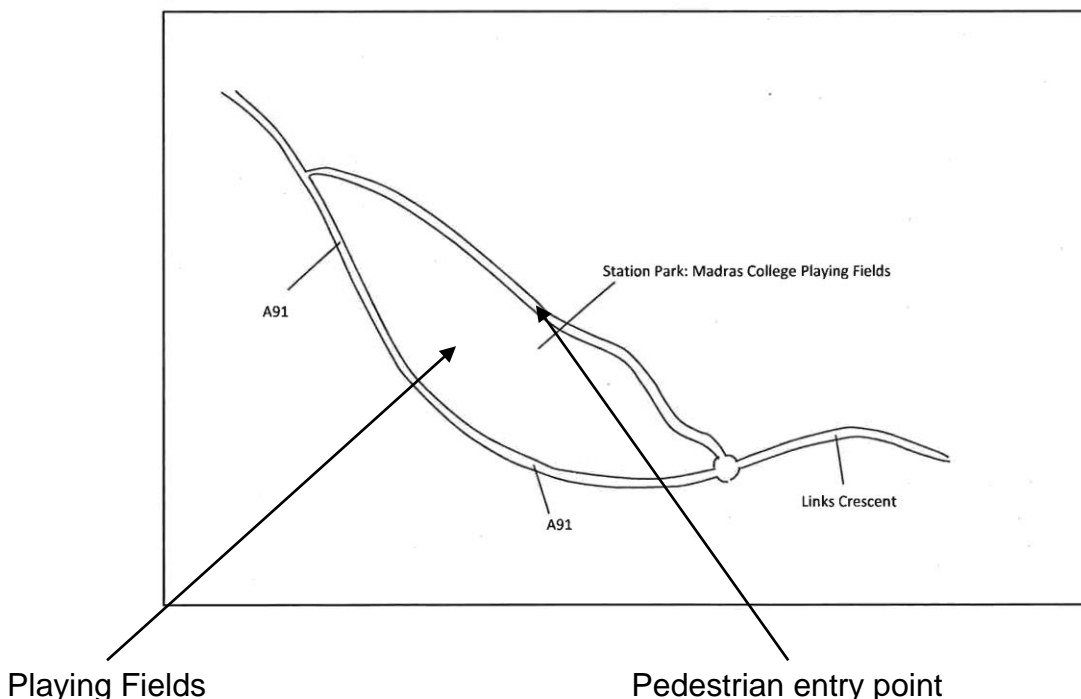 Station Park: Madras College Playing Fields
A91
Links Crescent
A91
Playing Fields
Pedestrian entry point